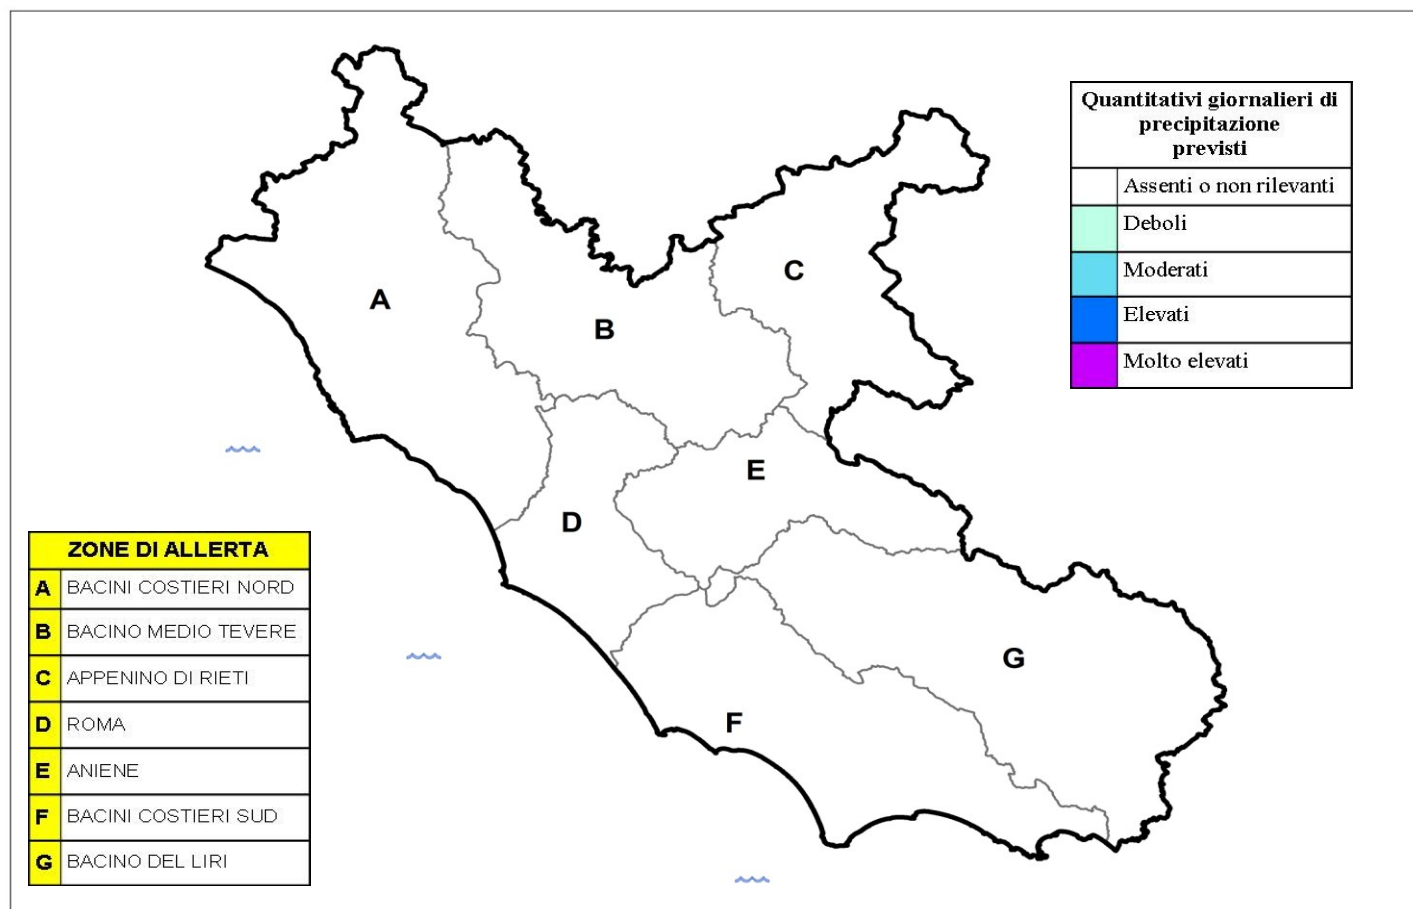 Quantitativi giornalieri di
precipitazione
previsti
Assenti o non rilevanti
Deboli
Moderati
Elevati
Molto elevati
A
B
C
D
E
F
G
ZONE DI ALLERTA
A BACINI COSTIERI NORD
B BACINO MEDIO TEVERE
C APPENINO DI RIETI
D ROMA
E ANIENE
F BACINI COSTIERI SUD
G BACINO DEL LIRI